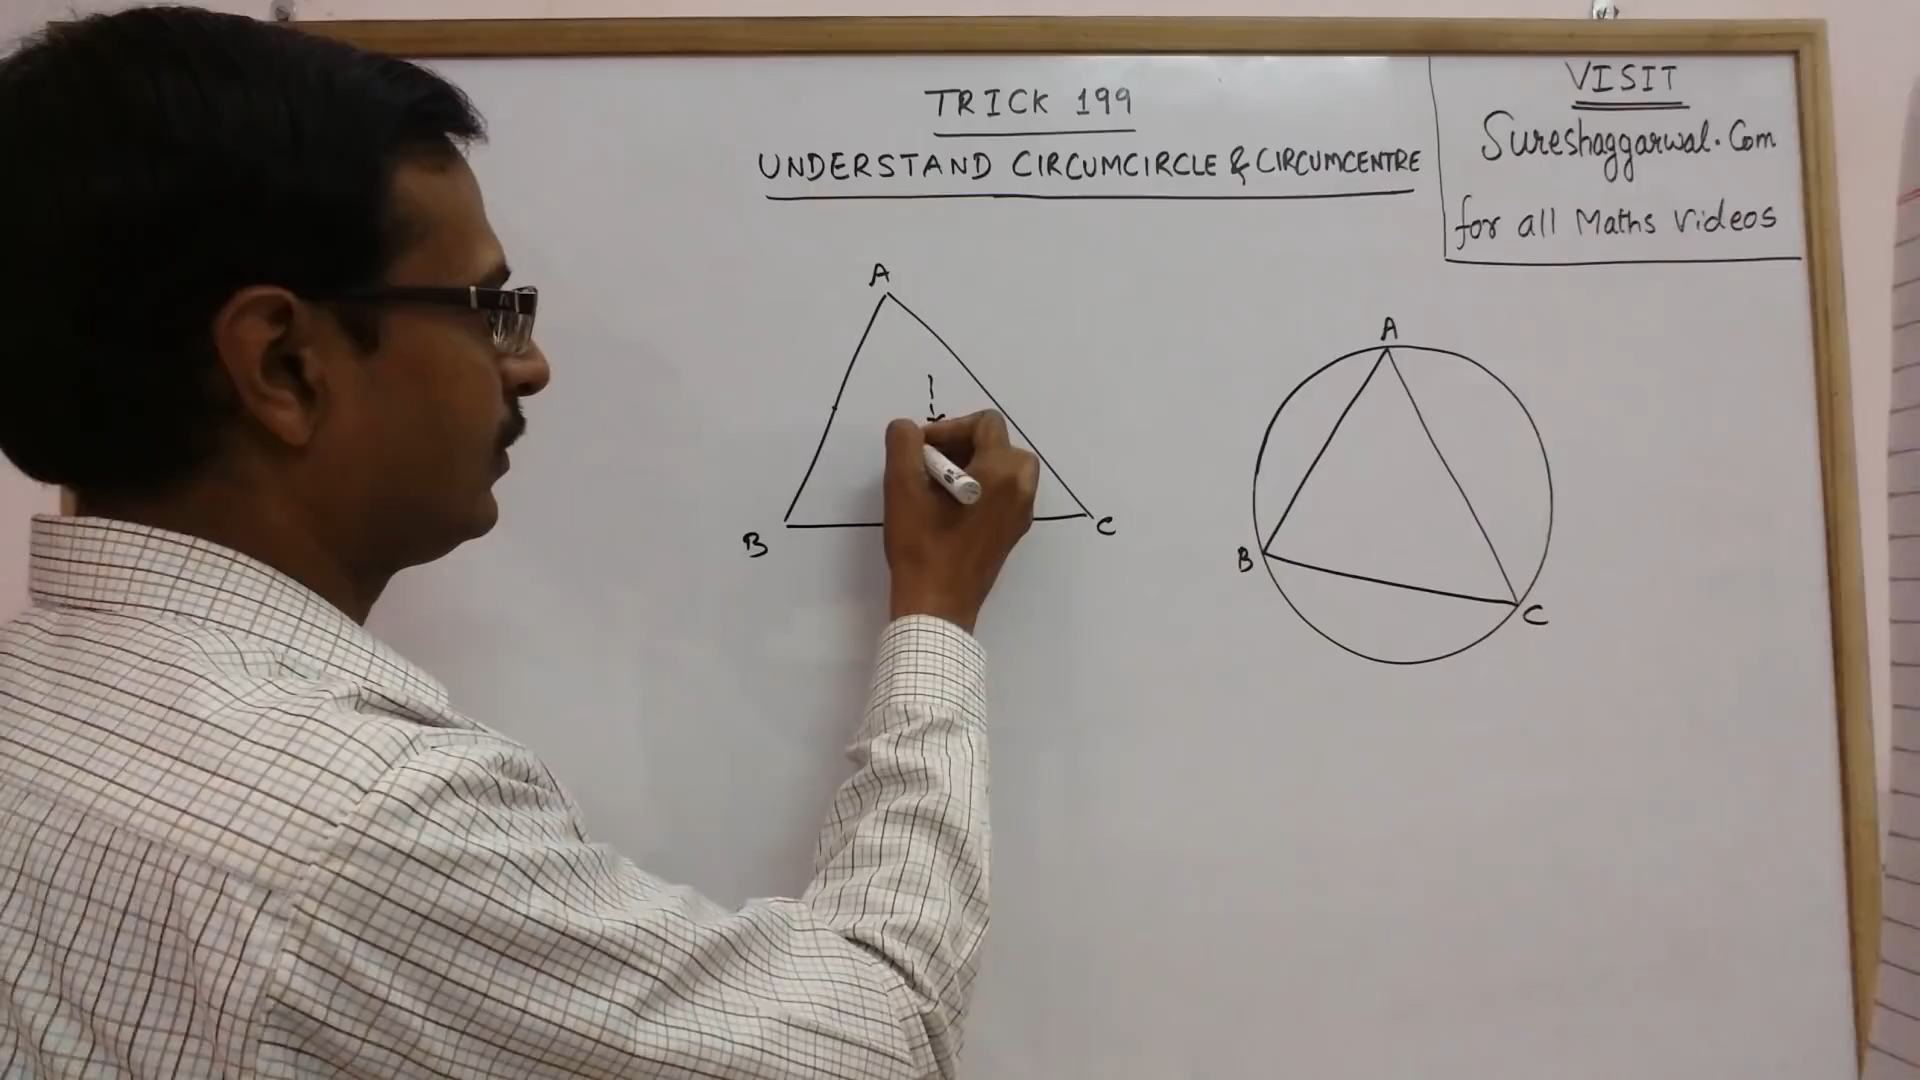 TRICK 199
UNDERSTAND CIRCUMCIRCLE & CIRCUMCENTRE
VISIT
Sureshaggarwal.Com
for all Maths Videos
A
B
C
A
B
C